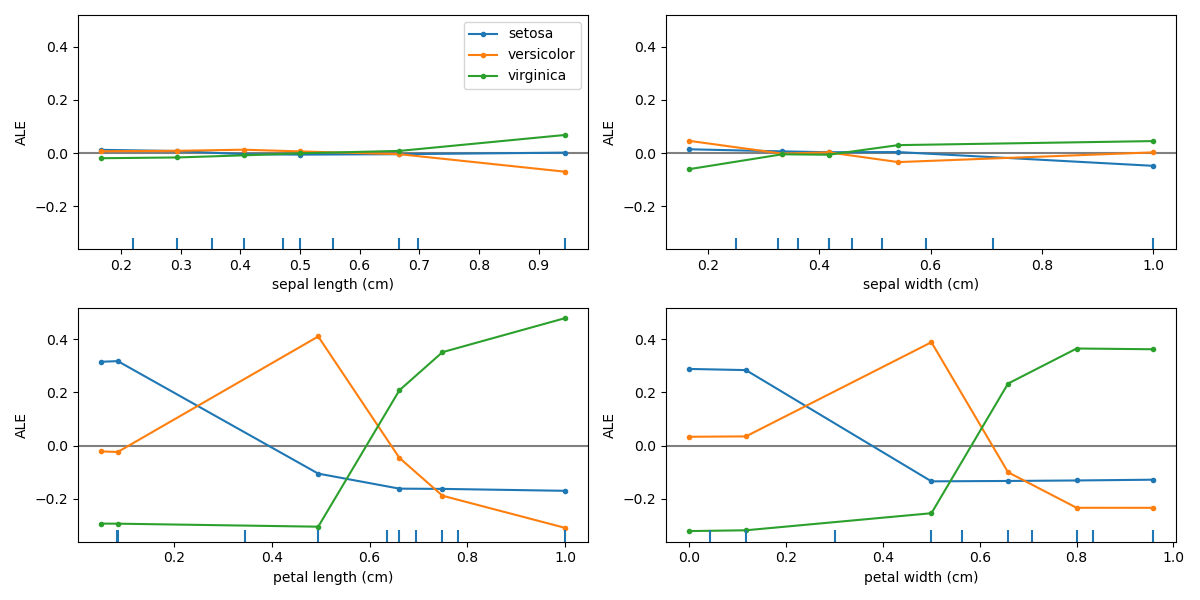 0.4
0.2
0.0
−0.2
ALE
0.2 0.3 0.4 0.5 0.6 0.7 0.8 0.9
sepal length (cm)
setosa
versicolor
virginica
0.4
0.2
0.0
−0.2
ALE
0.2 0.4 0.6 0.8 1.0
sepal width (cm)
0.4
0.2
0.0
−0.2
ALE
0.2 0.4 0.6 0.8 1.0
petal length (cm)
0.4
0.2
0.0
−0.2
ALE
0.0 0.2 0.4 0.6 0.8 1.0
petal width (cm)